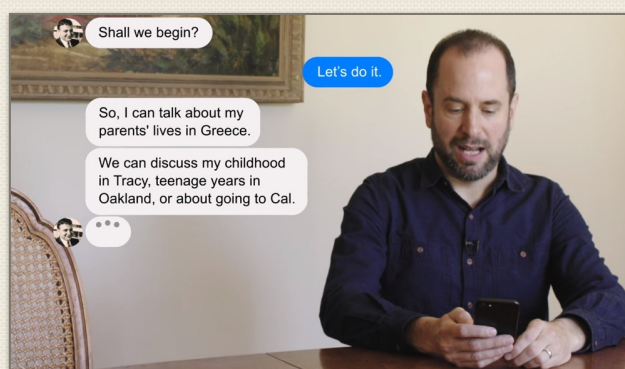 Shall we begin?
Let's do it.
So, I can talk about my
parents' lives in Greece.
We can discuss my childhood
in Tracy, teenage years in
Oakland, or about going to Cal.